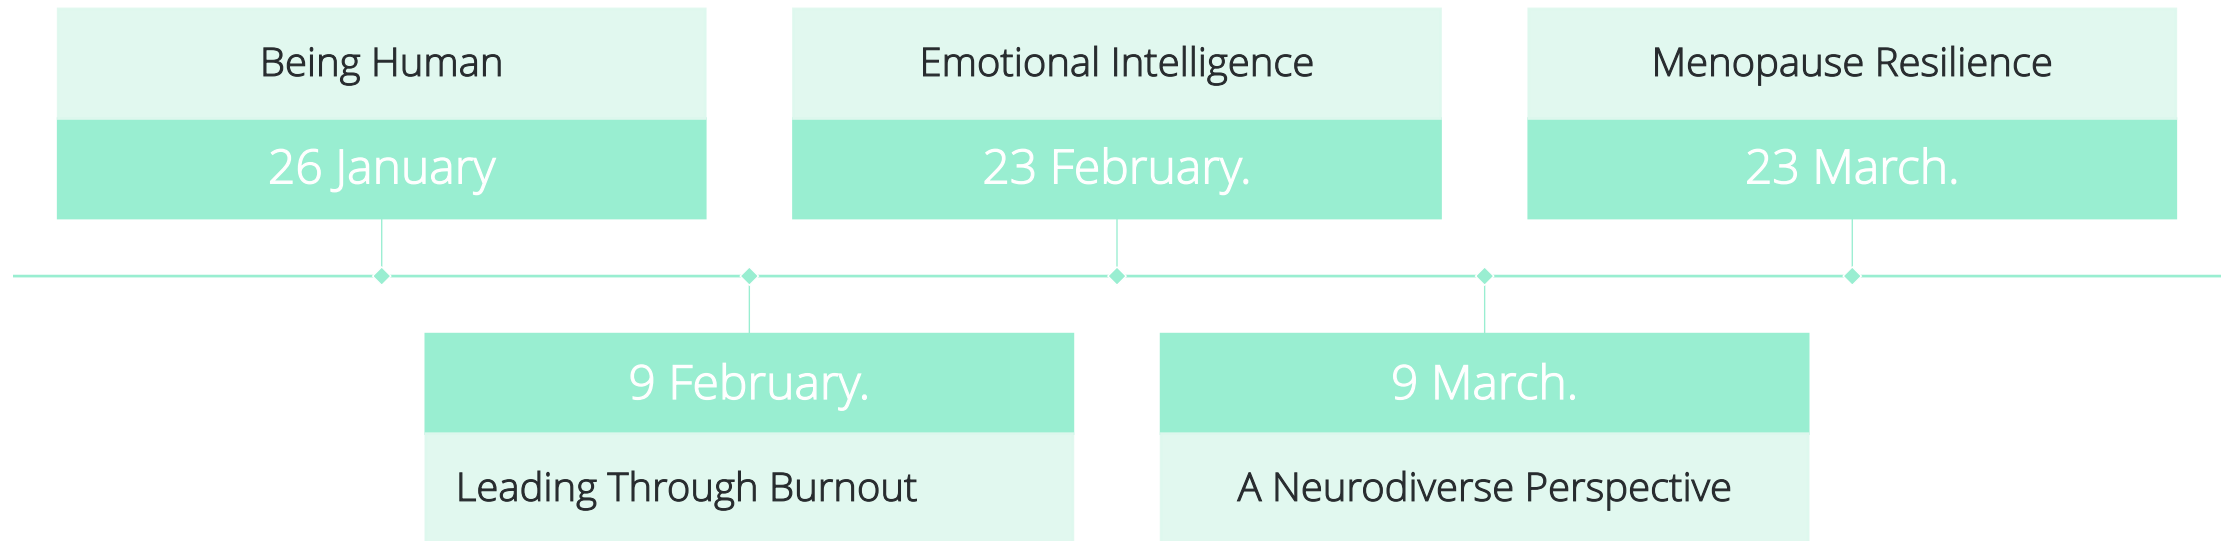 Being Human
26 January
9 February.
Leading Through Burnout
Emotional Intelligence
23 February.
9 March.
A Neurodiverse Perspective
Menopause Resilience
23 March.